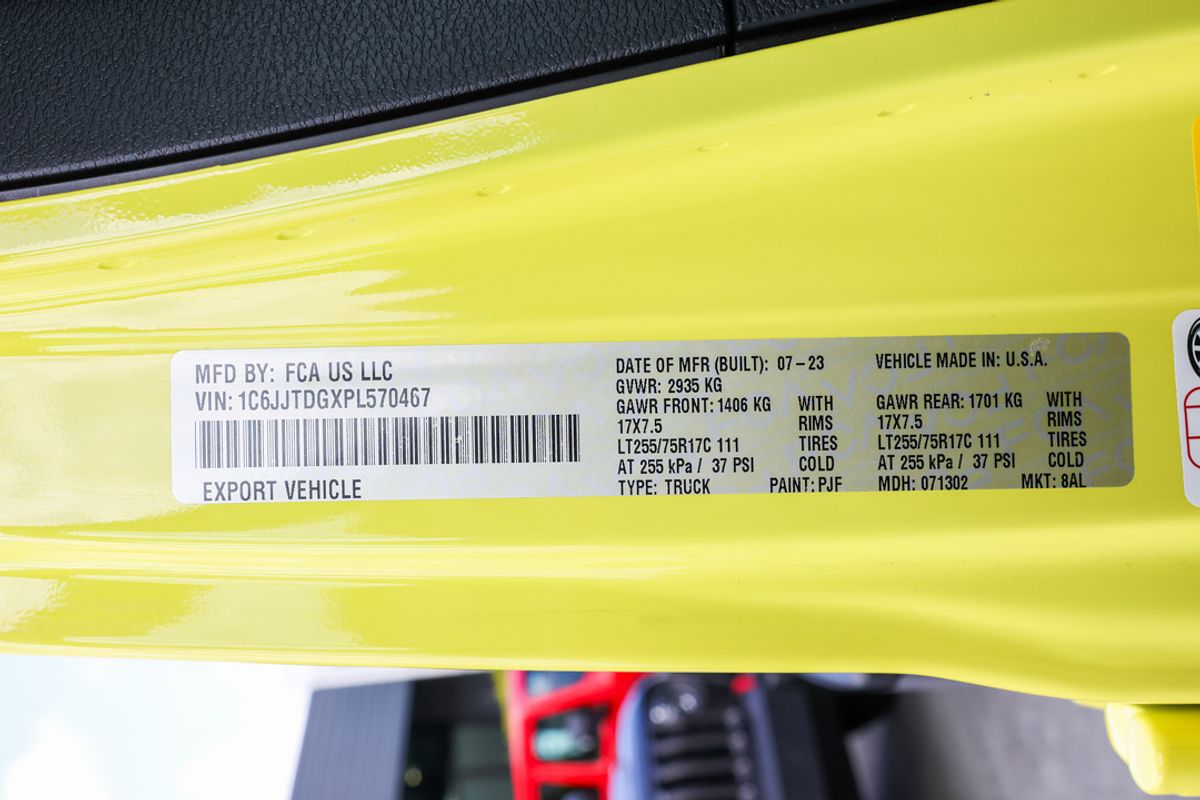 MFD BY: FCA US LLC
VIN: 1C6JJTDGXPL570467
EXPORT VEHICLE
DATE OF MFR (BUILT): 07-23 VEHICLE MADE IN: U.S.A.
GVWR: 2935 KG
GAWR FRONT: 1406 KG WITH GAWR REAR: 1701 KG WITH
17X7.5 RIMS 17X7.5 RIMS
LT255/75R17C 111 TIRES LT255/75R17C 111 TIRES
AT 255 kPa / 37 PSI COLD AT 255 kPa / 37 PSI COLD
TYPE: TRUCK PAINT: PJF MDH: 071302 MKT: 8AL